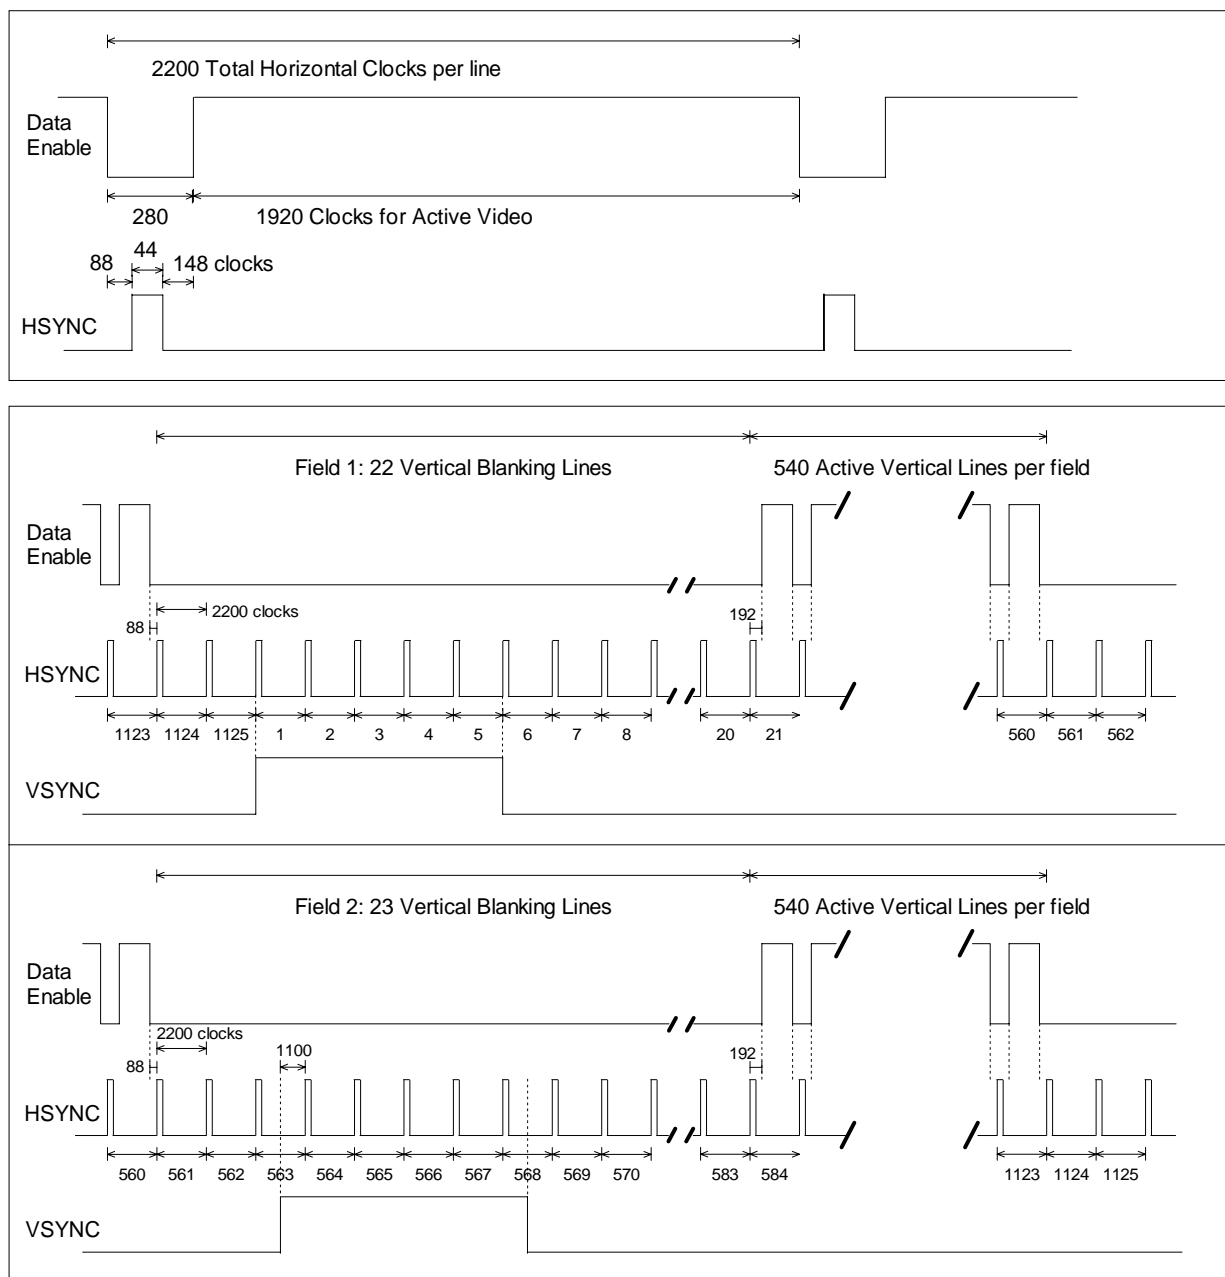 2200 Total Horizontal Clocks per line
Data
Enable
280
1920 Clocks for Active Video
44
88
148 clocks
HSYNC
Field 1: 22 Vertical Blanking Lines
540 Active Vertical Lines per field
Data
Enable
2200 clocks
88
192
HSYNC
1123 1124 1125 1 2 3 4 5 6 7 8 20 21 560 561 562
VSYNC
Field 2: 23 Vertical Blanking Lines
540 Active Vertical Lines per field
Data
Enable
2200 clocks
88
1100
192
HSYNC
560 561 562 563 564 565 566 567 568 569 570 583 584 1123 1124 1125
VSYNC